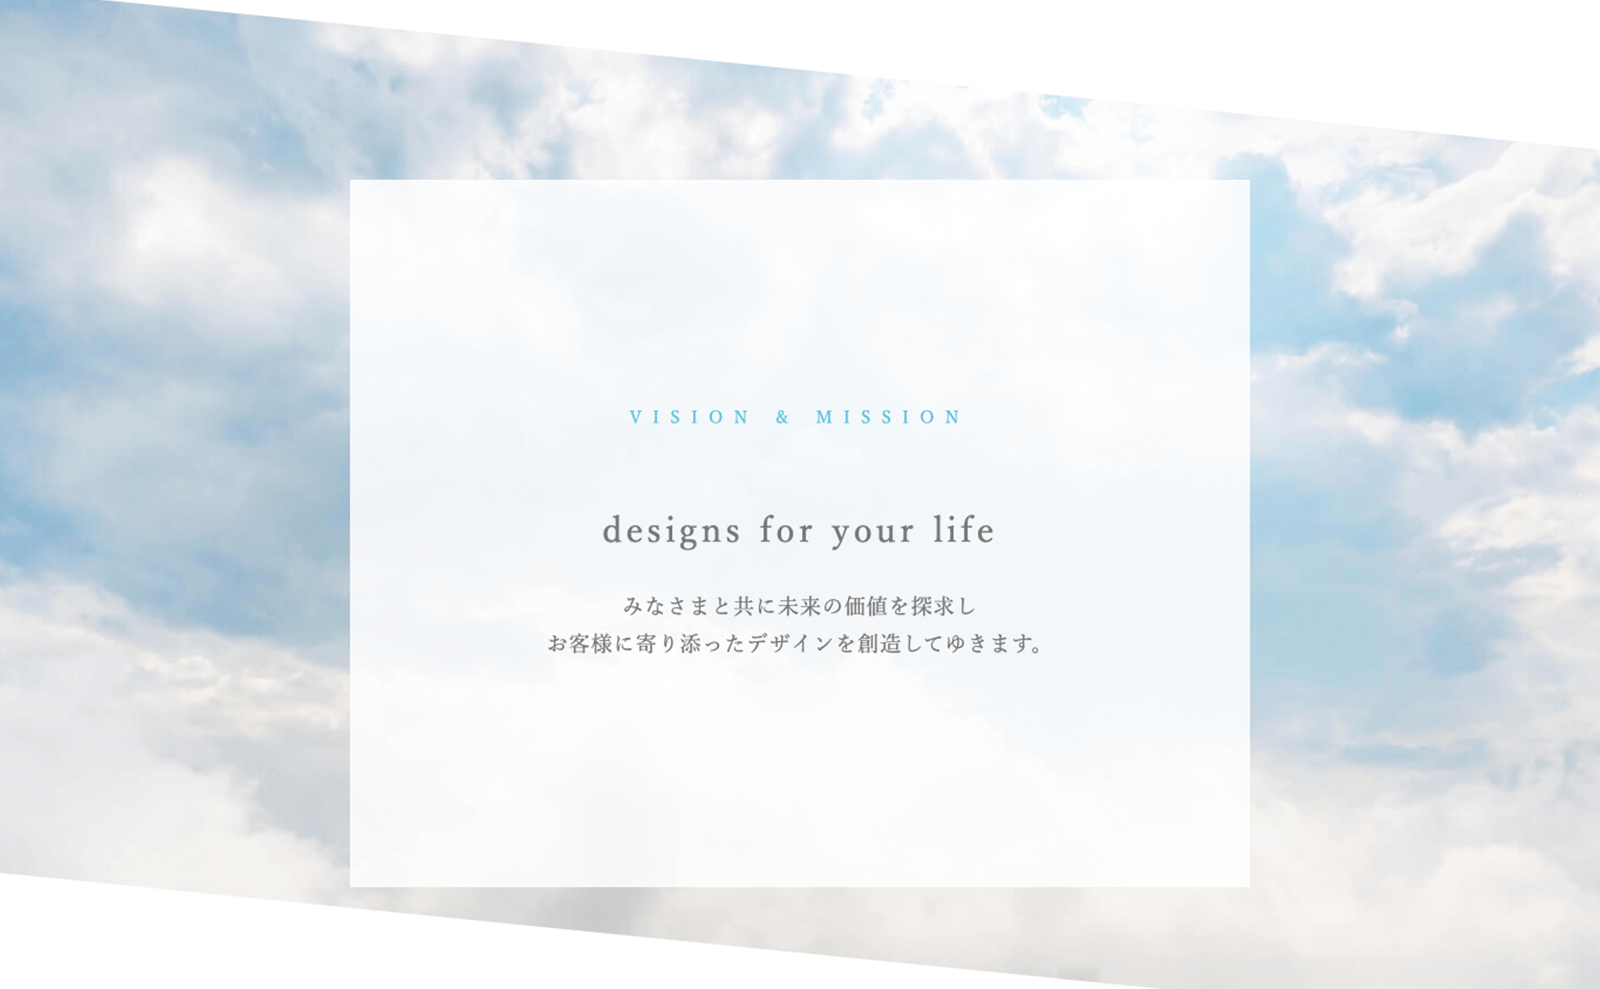 VISION & MISSION
designs for your life
みなさまと共に未来の価値を探求し
お客様に寄り添ったデザインを創造してゆきます。